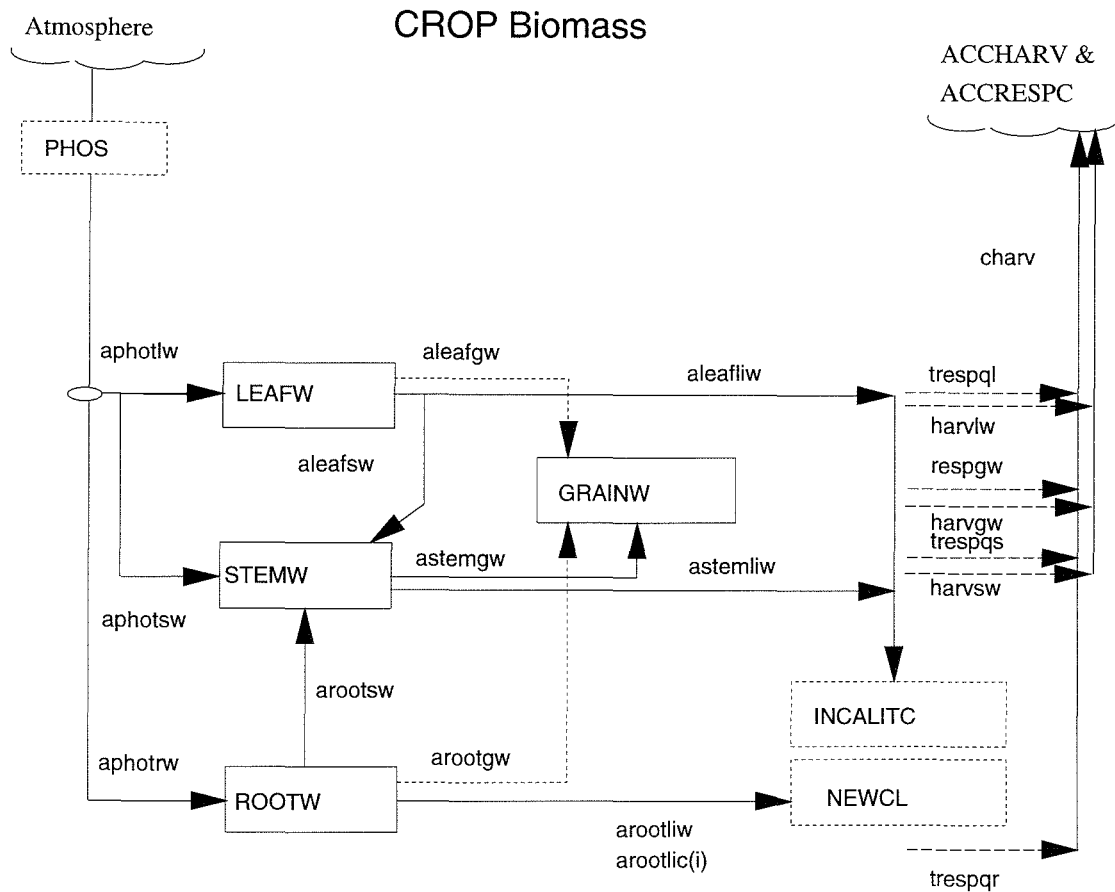 CROP Biomass
Atmosphere
ACCHARV &
ACCRESPC
PHOS
charv
aphotlw
aleafgw
LEAFW
aleafliw
trespql
harvlw
aleafsw
GRAINW
respgw
harvgw
STEMW
astemgw
astemliw
trespqs
harvsw
aphotsw
arootsw
INCALITC
aphotrw
arootgw
ROOTW
NEWCL
arootliw
arootlic(i)
trespqr